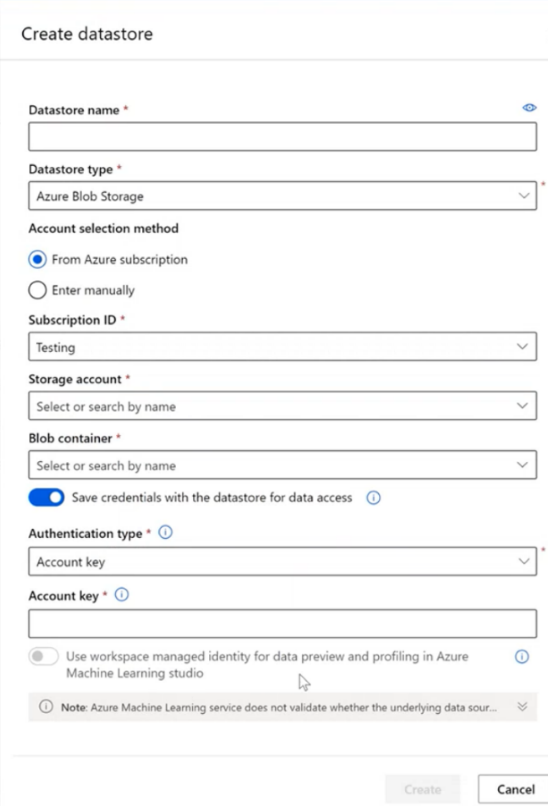 Create datastore
Datastore name *
Datastore type *
Azure Blob Storage
*
Account selection method
From Azure subscription
Enter manually
Subscription ID *
Testing
Storage account *
Select or search by name
Blob container *
Select or search by name
Save credentials with the datastore for data access
Authentication type *
*
Account key
Account key *
Use workspace managed identity for data preview and profiling in Azure
Machine Learning studio
Note: Azure Machine Learning service does not validate whether the underlying data sour...
Create
Cancel